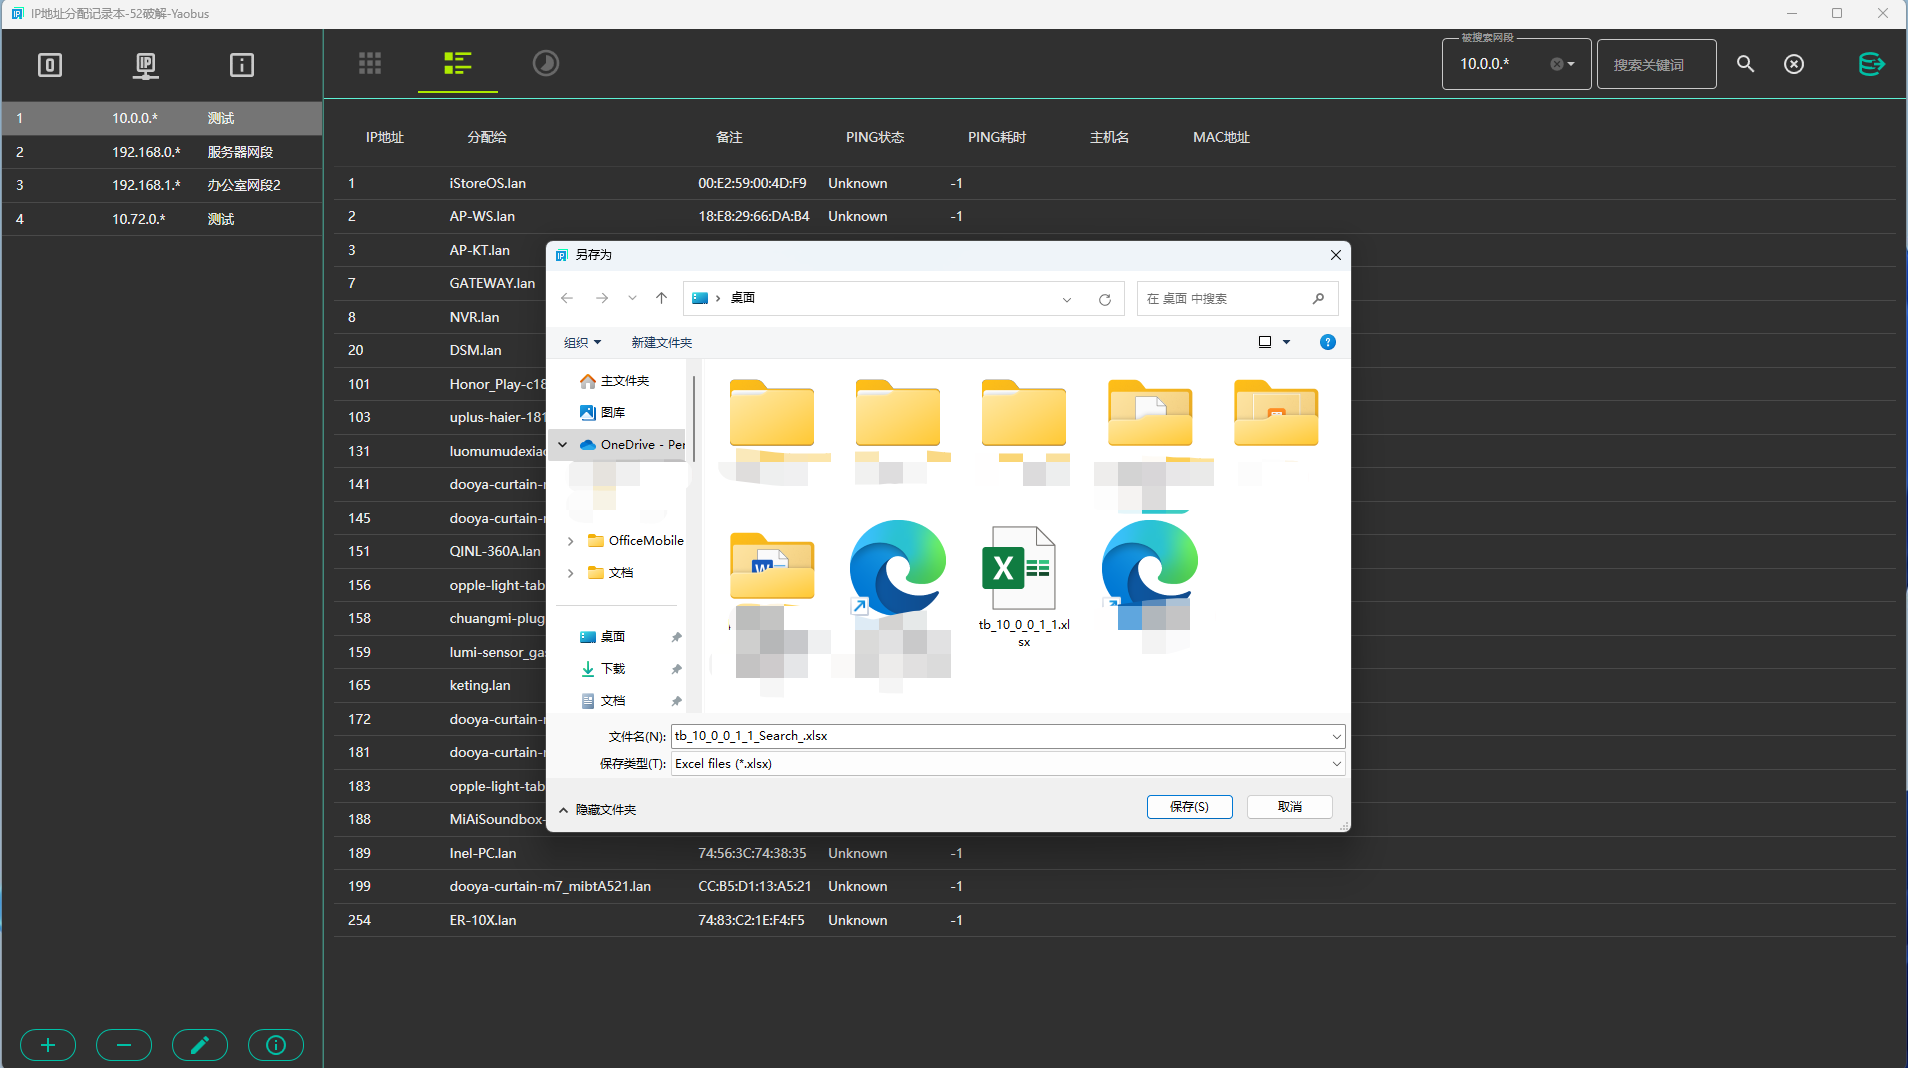 IP地址分配记录本-52破解-Yaobus
被搜索网段
10.0.0.*
搜索关键词
1 10.0.0.* 测试
2 192.168.0.* 服务器网段
3 192.168.1.* 办公室网段2
4 10.72.0.* 测试
IP地址 分配给 备注 PING状态 PING耗时 主机名 MAC地址
1 iStoreOS.lan 00:E2:59:00:4D:F9 Unknown -1
2 AP-WS.lan 18:E8:29:66:DA:B4 Unknown -1
3 AP-KT.lan
7 GATEWAY.lan
8 NVR.lan
20 DSM.lan
101 Honor_Play-c18
103 uplus-haier-181
131 luomumudexiao
141 dooya-curtain-
145 dooya-curtain-
151 QINL-360A.lan
156 opple-light-tab
158 chuangmi-plug
159 lumi-sensor_gas
165 keting.lan
172 dooya-curtain-
181 dooya-curtain-
183 opple-light-tab
188 MiAiSoundbox-
189 Inel-PC.lan 74:56:3C:74:38:35 Unknown -1
199 dooya-curtain-m7_mibtA521.lan CC:B5:D1:13:A5:21 Unknown -1
254 ER-10X.lan 74:83:C2:1E:F4:F5 Unknown -1
另存为
桌面
在 桌面 中搜索
组织 新建文件夹
主文件夹
图库
OneDrive - Per
OfficeMobile
文档
桌面
下载
文档
tb_10_0_0_1_1.xl
sx
文件名(N): tb_10_0_0_1_1_Search_.xlsx
保存类型(T): Excel files (*.xlsx)
隐藏文件夹
保存(S) 取消